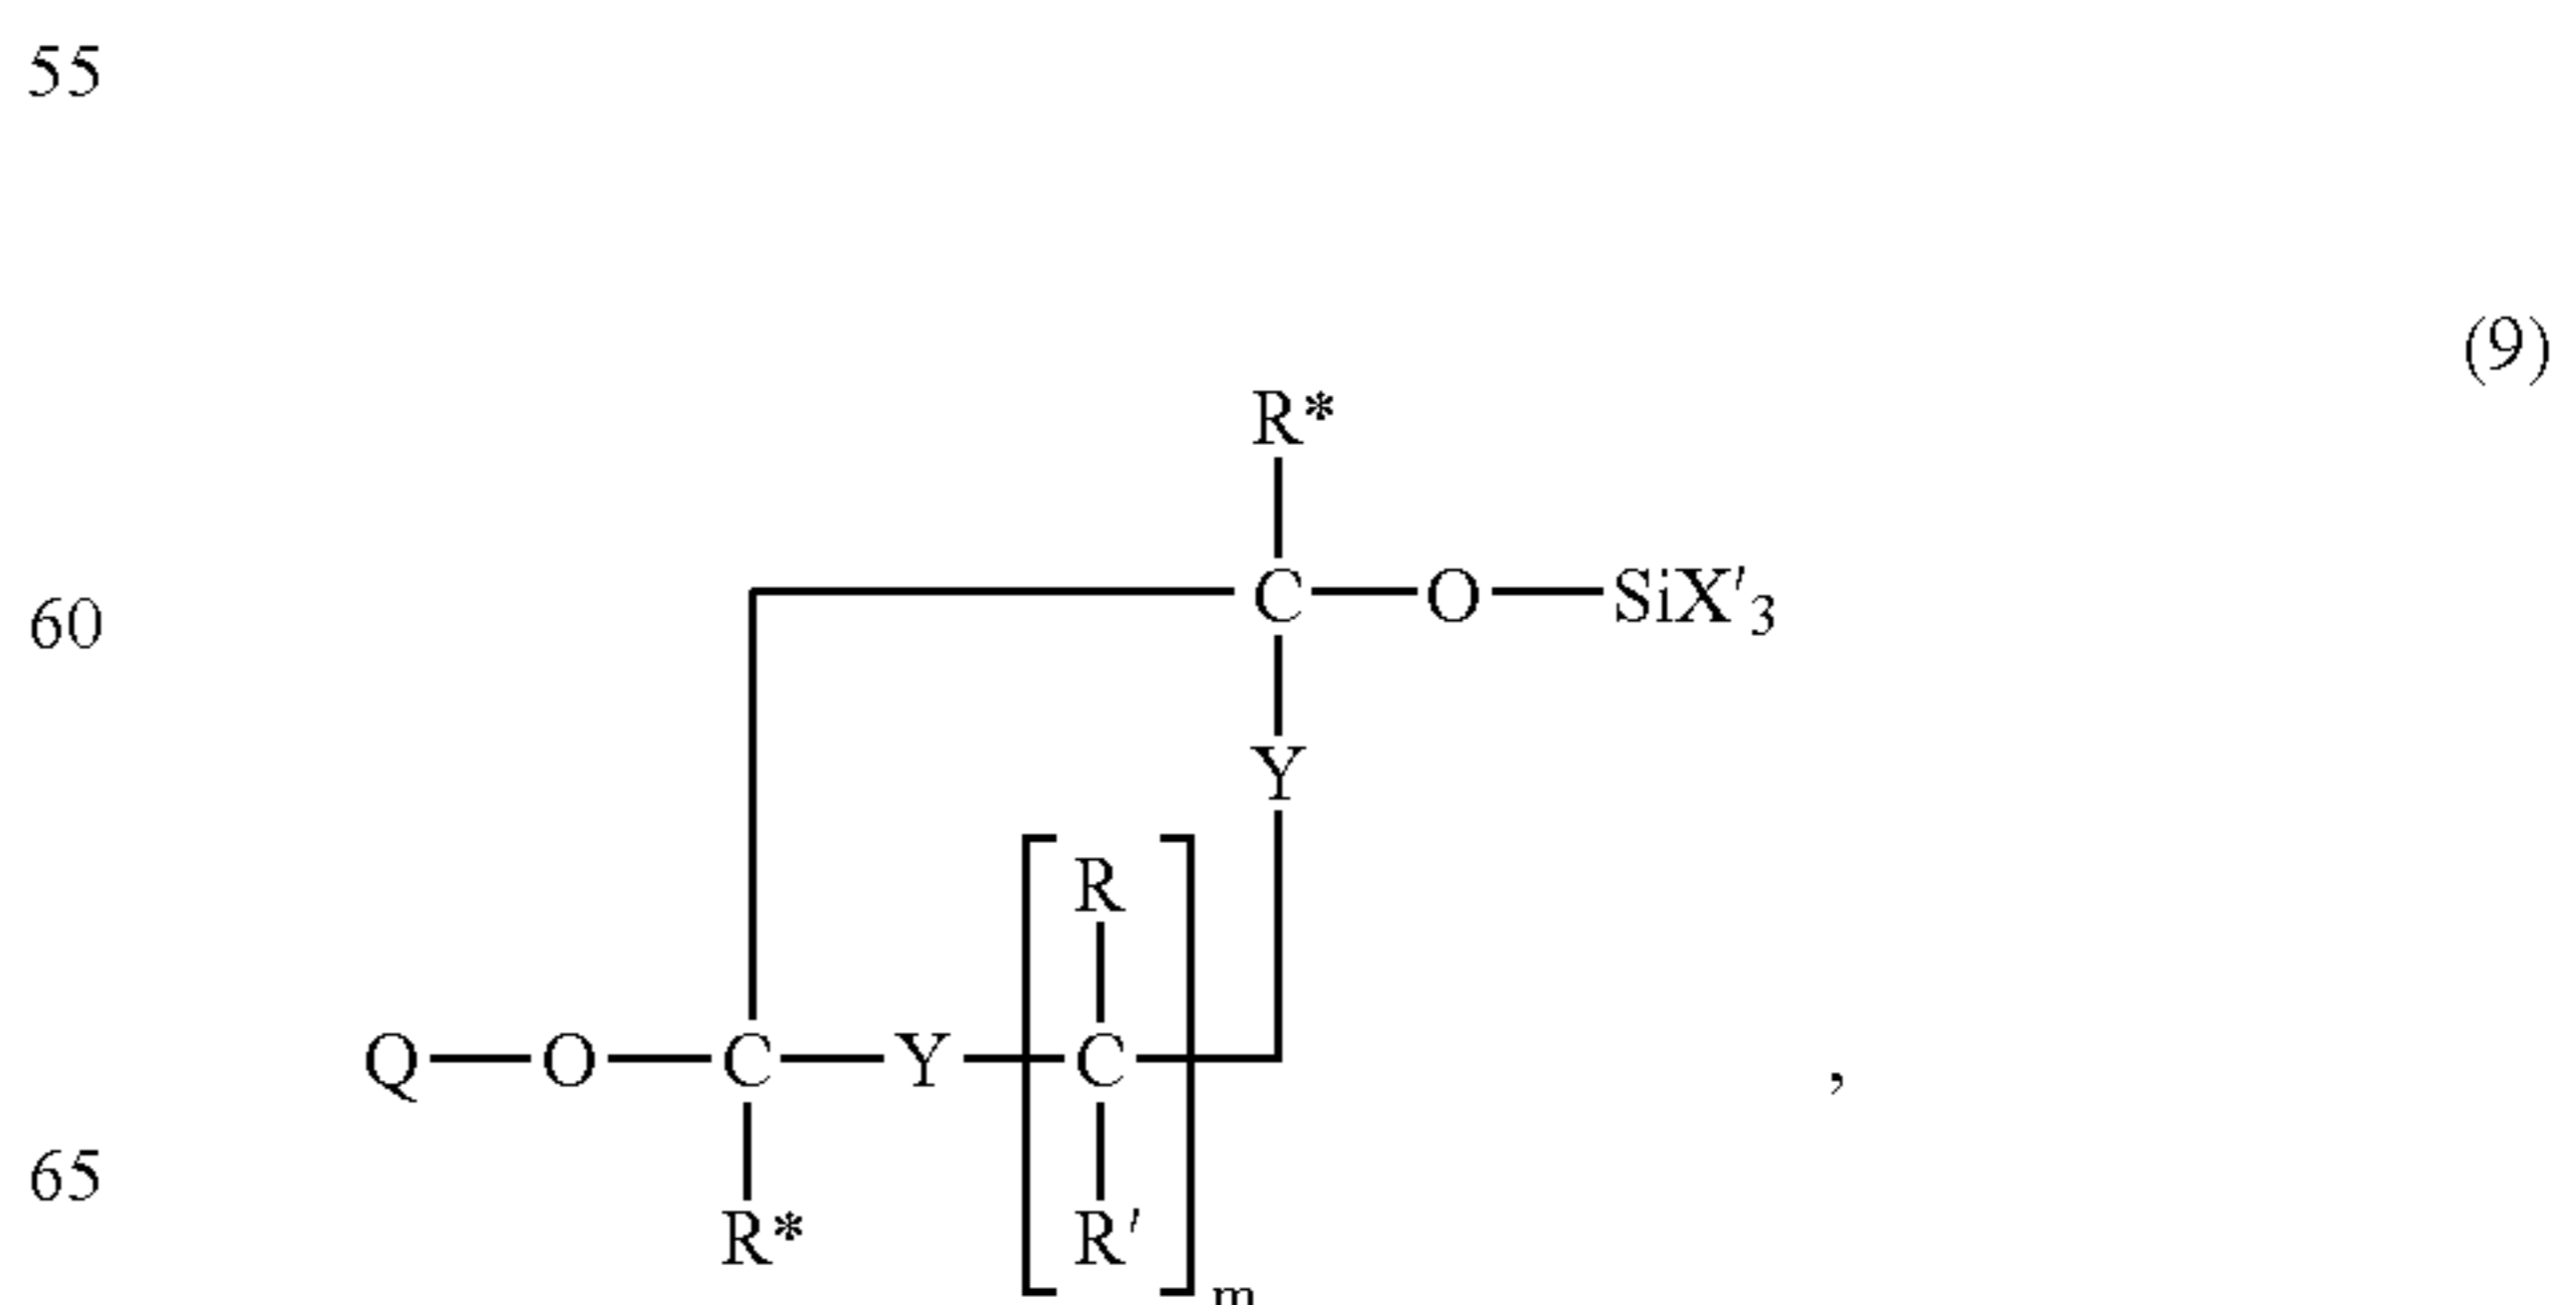 55
(9)
R*
60 C—O—SiX'3
Y
R
Q—O—C—Y—C ,
65
R* R'
m